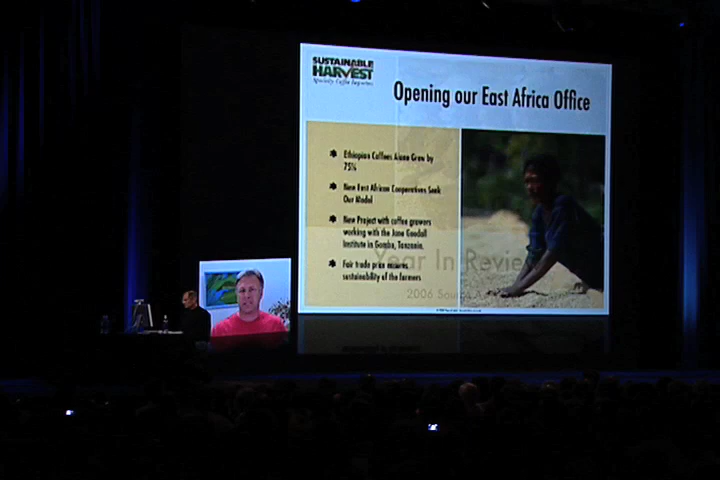 SUSTAINABLE
HARVEST
Specialty Coffee Importers
Opening our East Africa Office
Ethiopian Coffees Alone Grew by
75%
New East African Cooperatives Seek
Our Model
New Project with coffee growers
working with the Jane Goodall
Institute in Gombe, Tanzania.
Year In Review
Fair trade price
sustainability of the farmers
2006